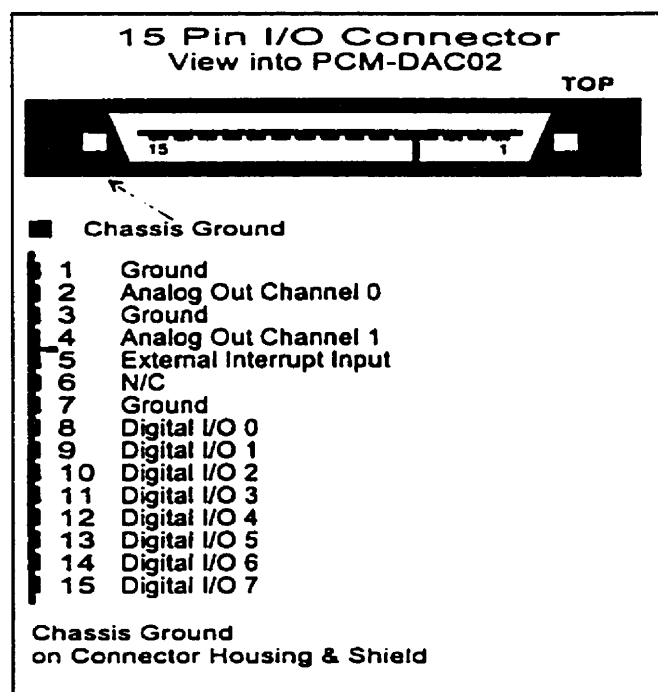 15 Pin I/O Connector
View into PCM-DAC02
TOP
15 1
Chassis Ground
1 Ground
2 Analog Out Channel 0
3 Ground
4 Analog Out Channel 1
5 External Interrupt Input
6 N/C
7 Ground
8 Digital I/O 0
9 Digital I/O 1
10 Digital I/O 2
11 Digital I/O 3
12 Digital I/O 4
13 Digital I/O 5
14 Digital I/O 6
15 Digital I/O 7
Chassis Ground
on Connector Housing & Shield